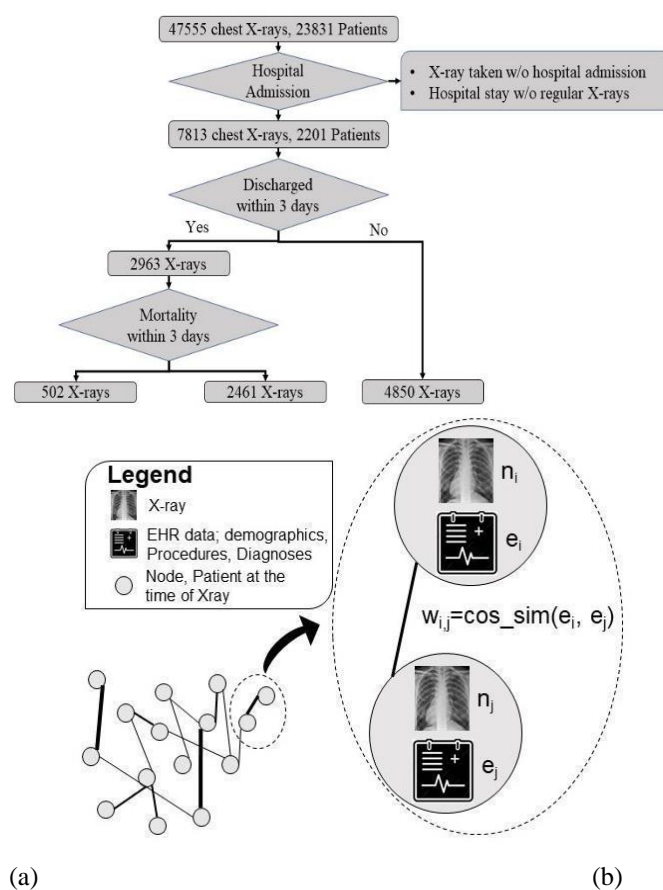 47555 chest X-rays, 23831 Patients
Hospital
Admission
• X-ray taken w/o hospital admission
• Hospital stay w/o regular X-rays
7813 chest X-rays, 2201 Patients
Discharged
within 3 days
Yes
No
2963 X-rays
Mortality
within 3 days
502 X-rays
2461 X-rays
4850 X-rays
Legend
X-ray
EHR data; demographics,
Procedures, Diagnoses
Node, Patient at the
time of Xray
nᵢ
eᵢ
wᵢ,ⱼ=cos_sim(eᵢ, eⱼ)
nⱼ
eⱼ
(a)
(b)